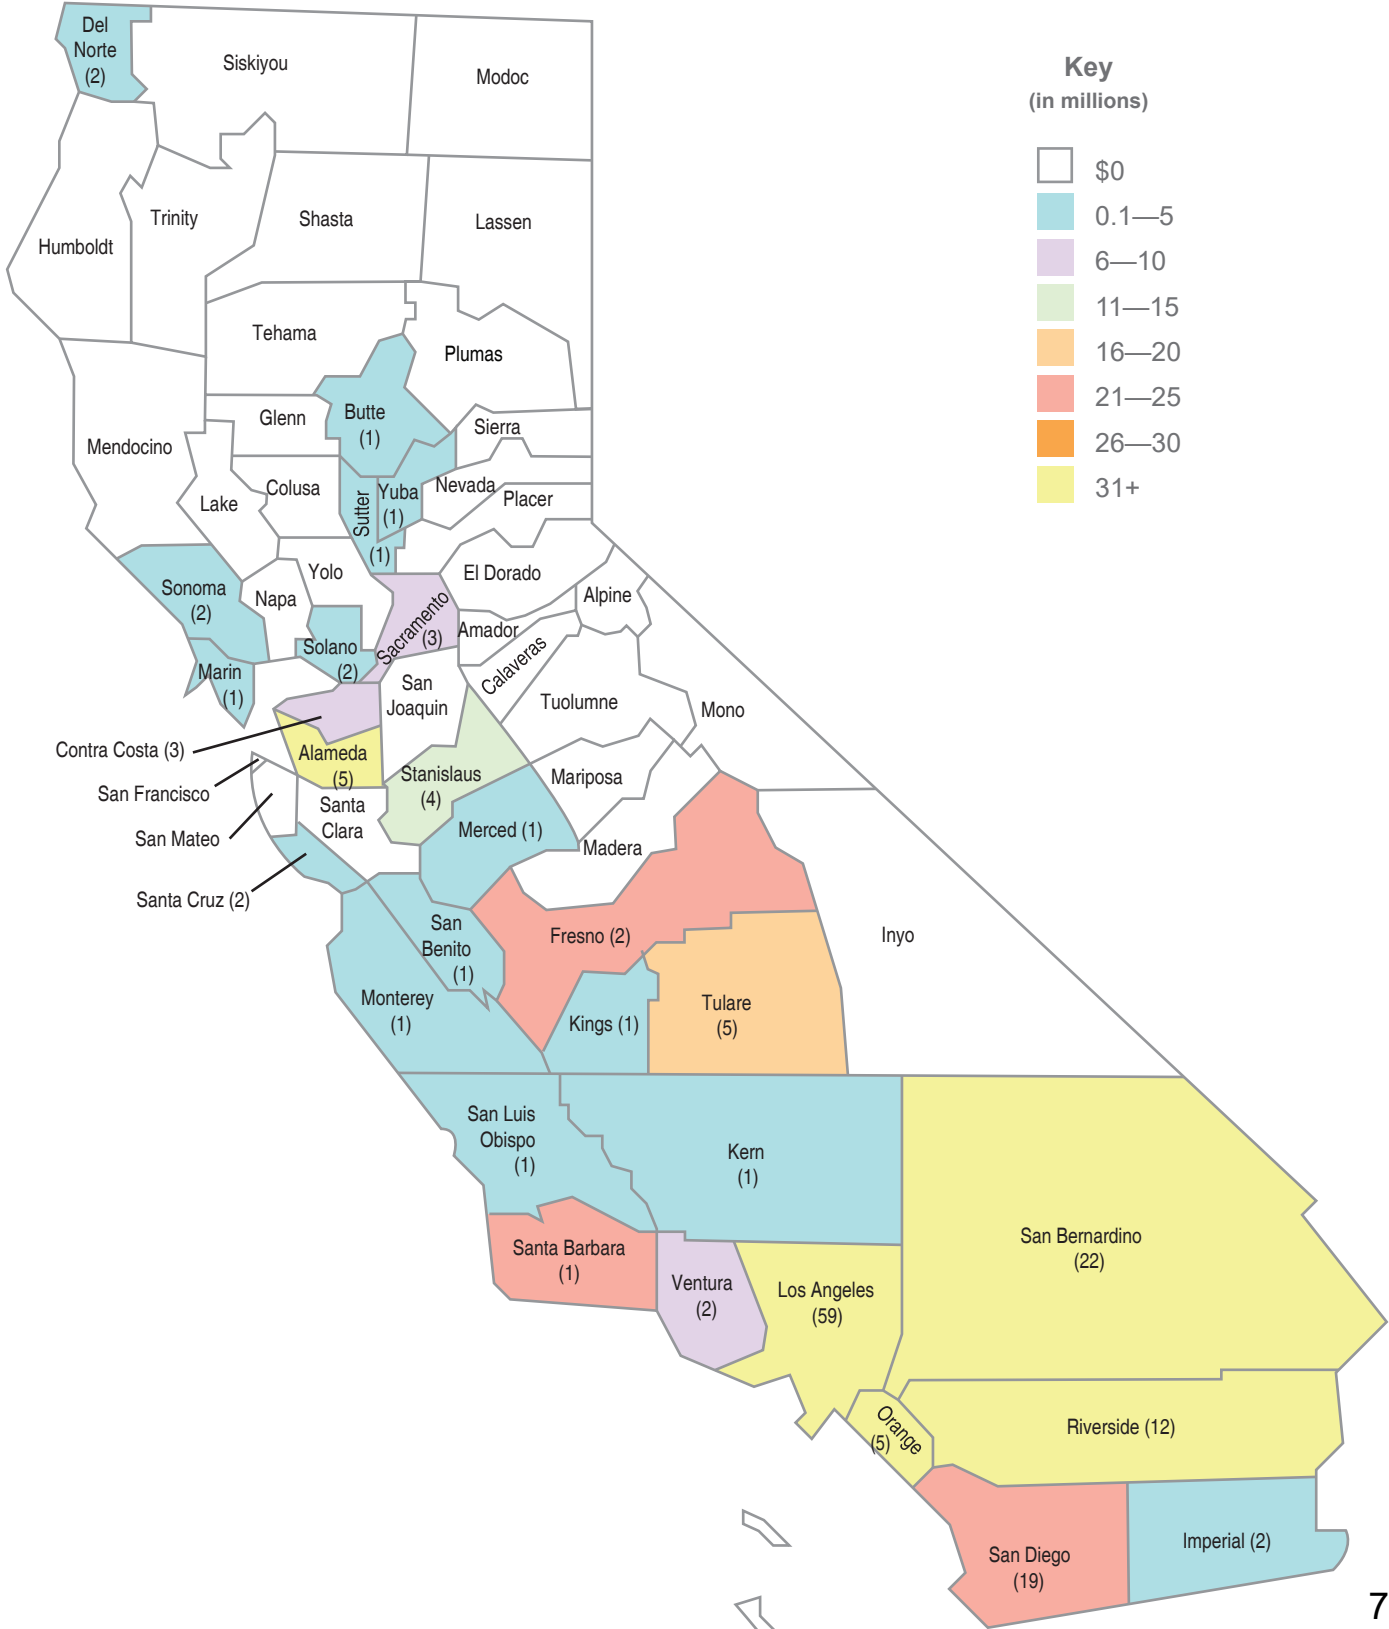 Del
Norte
(2)
Siskiyou
Modoc
Key
(in millions)
$0
0.1—5
6—10
11—15
16—20
21—25
26—30
31+
Humboldt
Trinity
Shasta
Lassen
Tehama
Plumas
Mendocino
Glenn
Butte
(1)
Sierra
Lake
Colusa
Sutter
(1)
Yuba
(1)
Nevada
Placer
Sonoma
(2)
Napa
Yolo
El Dorado
Alpine
Sacramento
(3)
Amador
Marin
(1)
Solano
(2)
Calaveras
San
Joaquin
Tuolumne
Mono
Contra Costa (3)
Alameda
(5)
Stanislaus
(4)
Mariposa
San Francisco
San Mateo
Santa
Clara
Merced (1)
Madera
Santa Cruz (2)
San
Benito
(1)
Fresno (2)
Inyo
Monterey
(1)
Kings (1)
Tulare
(5)
San Luis
Obispo
(1)
Kern
(1)
San Bernardino
(22)
Santa Barbara
(1)
Ventura
(2)
Los Angeles
(59)
Orange
(5)
Riverside (12)
San Diego
(19)
Imperial (2)
7